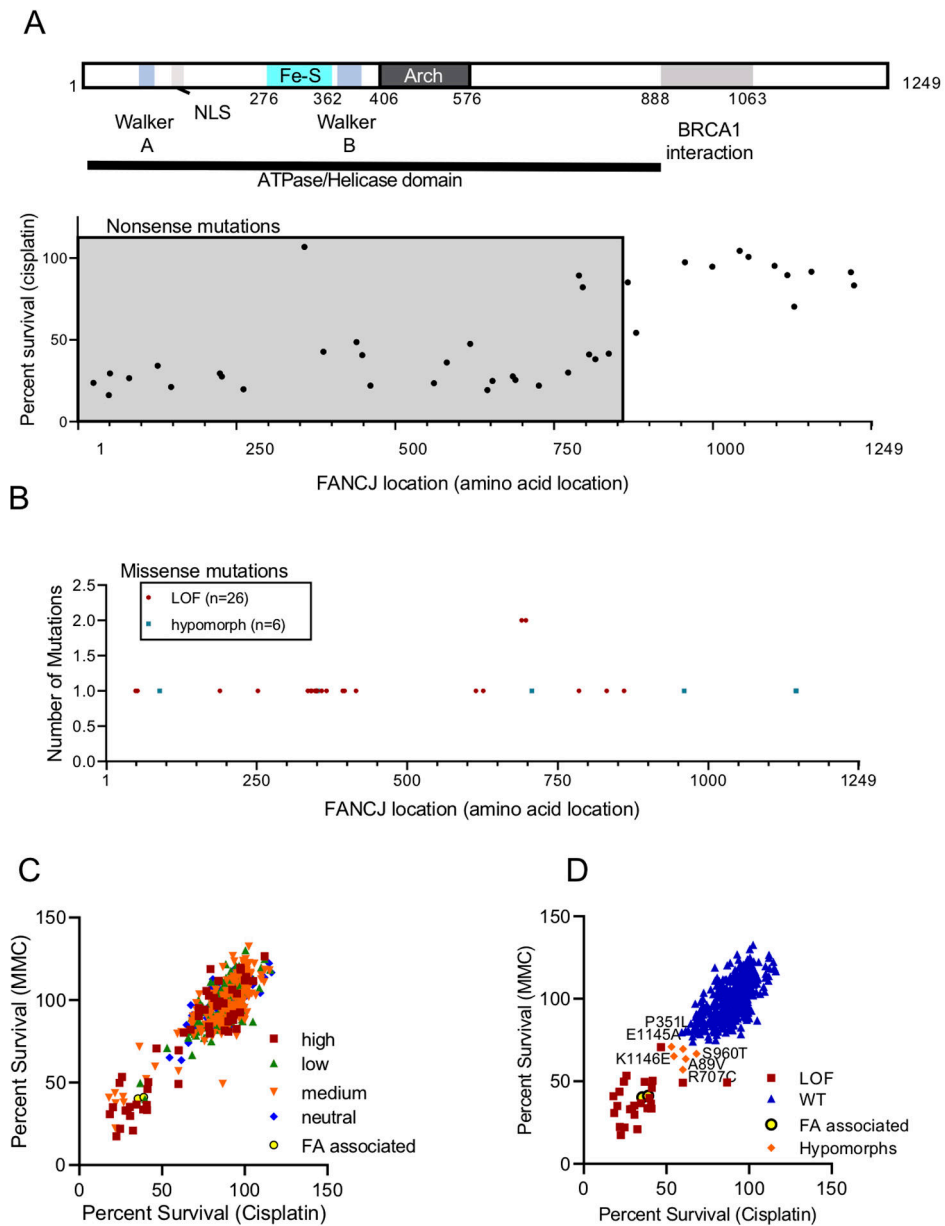 A
Fe-S
Arch
1
1249
276
362
406
576
888
1063
NLS
Walker
A
Walker
B
BRCA1
interaction
ATPase/Helicase domain
Nonsense mutations
Percent survival (cisplatin)
100
50
0
1
250
500
750
1000
1249
FANCJ location (amino acid location)
B
Missense mutations
LOF (n=26)
hypomorph (n=6)
Number of Mutations
2.5
2.0
1.5
1.0
0.5
0.0
1
250
500
750
1000
1249
FANCJ location (amino acid location)
C
Percent Survival (MMC)
150
100
50
0
0
50
100
150
high
low
medium
neutral
FA associated
Percent Survival (Cisplatin)
D
Percent Survival (MMC)
150
100
50
0
0
50
100
150
P351L
E1145A
K1146E
S960T
A89V
R707C
LOF
WT
FA associated
Hypomorphs
Percent Survival (Cisplatin)